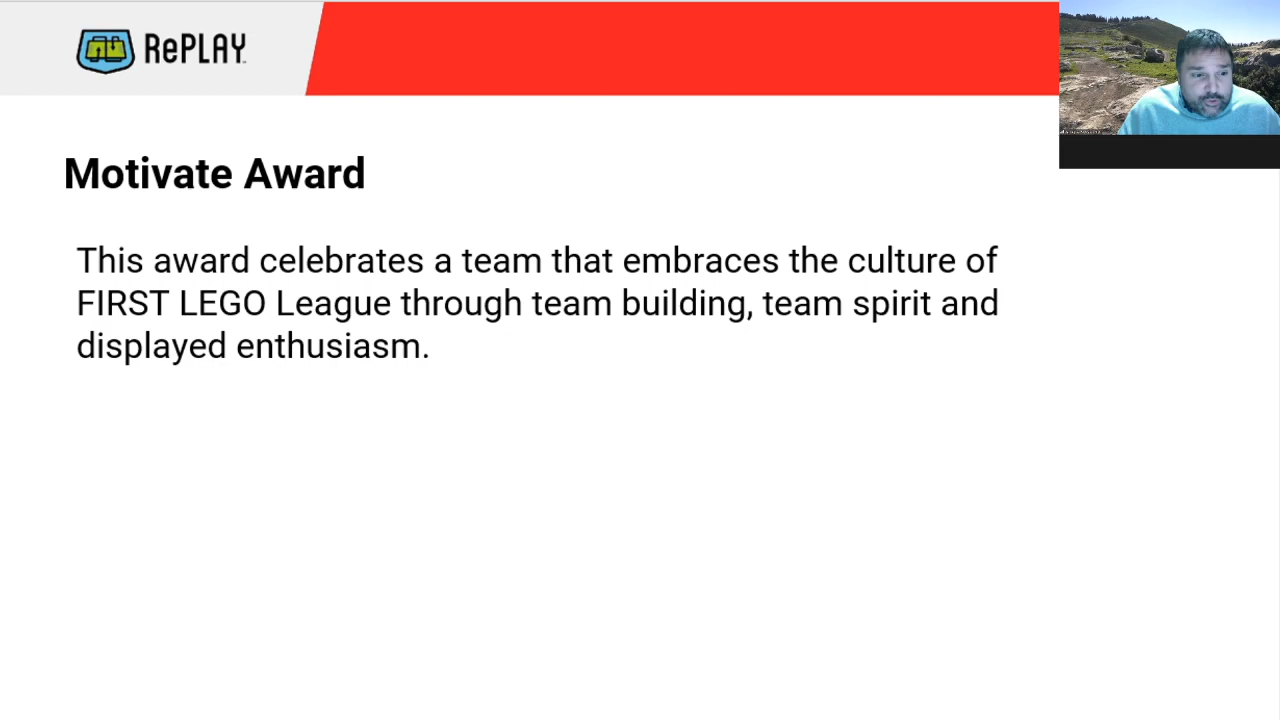 RePLAY
Motivate Award
This award celebrates a team that embraces the culture of
FIRST LEGO League through team building, team spirit and
displayed enthusiasm.